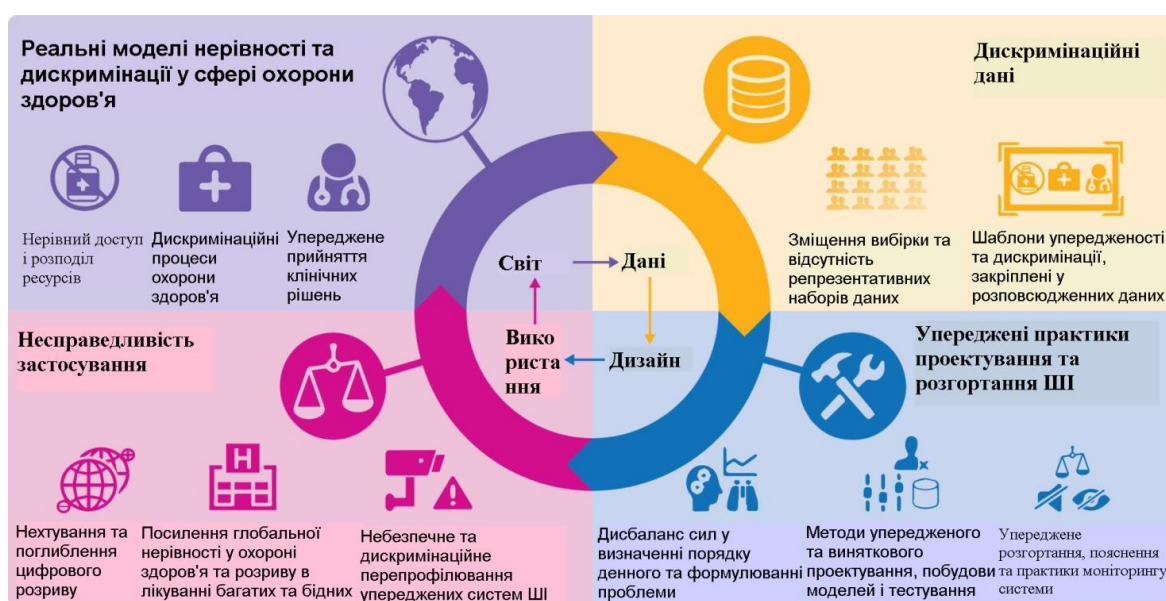 Реальні моделі нерівності та
дискримінації у сфері охорони
здоров'я
Нерівний доступ
і розподіл
ресурсів
Дискримінаційні
процеси
охорони
здоров'я
Упереджене
прийняття
клінічних
рішень
Дискримінаційні
дані
Зміщення вибірки та
відсутність
репрезентативних
наборів даних
Шаблони упередженості
та дискримінації,
закріплені у
розповсюдженних даних
Світ
Дані
Вико
риста
ння
Дизайн
Несправедливість
застосування
Нехтування та
поглиблення
цифрового
розриву
H
Посилення глобальної
нерівності у охороні
здоров'я та розриву в
лікуванні багатих та бідних
Небезпечне та
дискримінаційне
перепрофілювання
упереджених систем ШІ
Упереджені практики
проектування та
розгортання ШІ
Дисбаланс сил у
визначенні порядку
денного та формулюванні
проблеми
Методи упередженого
та виняткового
проектування, побудови
моделей і тестування
Упереджене
розгортання, пояснення
та практики моніторингу
системи